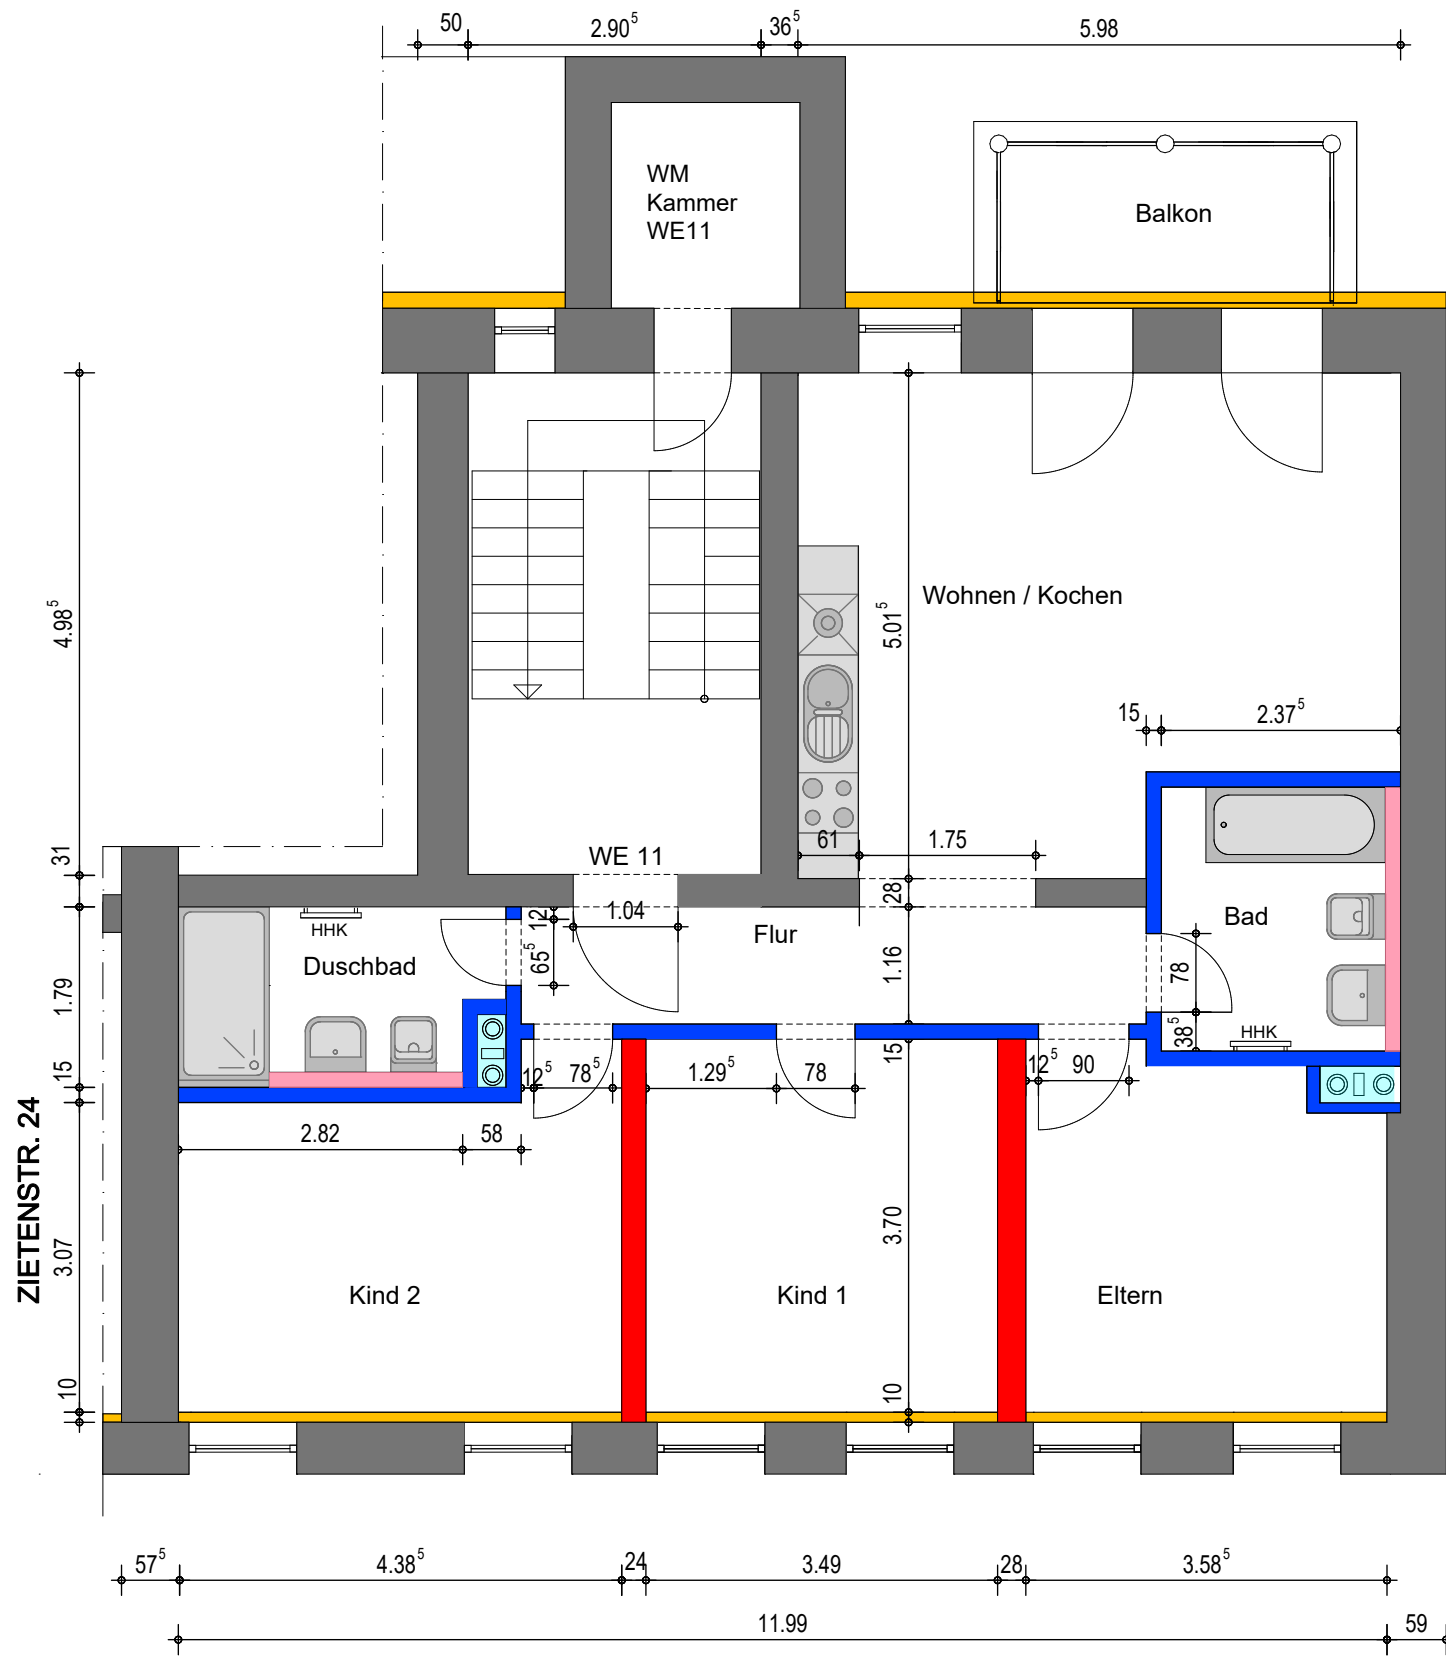 50
2.90⁵
36⁵
5.98
WM
Kammer
WE11
Balkon
4.98⁵
Wohnen / Kochen
5.01⁵
15
2.37⁵
31
WE 11
61
1.75
28
12
1.04
Flur
HHK
Duschbad
65⁵
1.16
Bad
78
1.79
38⁵
HHK
15
15
12⁵
78⁵
1.29⁵
78
12⁵
90
2.82
58
ZIETENSTR. 24
3.07
3.70
Kind 2
Kind 1
Eltern
10
10
57⁵
4.38⁵
24
3.49
28
3.58⁵
11.99
59